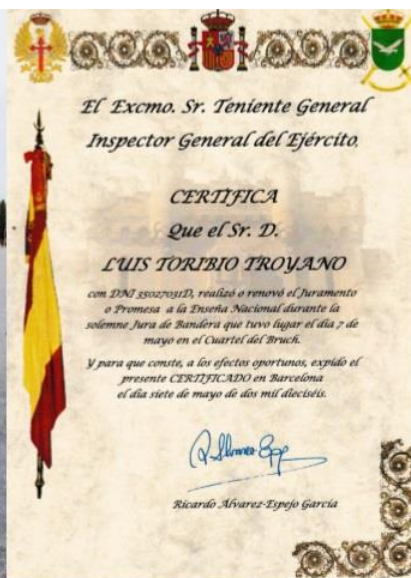 El Excmo. Sr. Teniente General
Inspector General del Ejército,
CERTIFICA
Que el Sr. D.
LUIS TORIBIO TROYANO
con DNI 35027031D, realizó o renovó el Juramento
o Promesa a la Enseña Nacional durante la
solemne Jura de Bandera que tuvo lugar el día 7 de
mayo en el Cuartel del Bruch.
Y para que conste, a los efectos oportunos, expido el
presente CERTIFICADO en Barcelona
el día siete de mayo de dos mil dieciséis.
Ricardo Álvarez-Espejo García